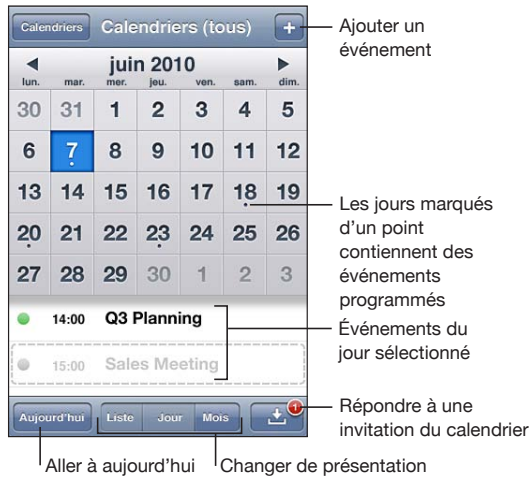 Calendriers Calendriers (tous) +
Ajouter un
événement
juin 2010
lun. mar. mer. jeu. ven. sam. dim.
30 31 1 2 3 4 5
6 7 8 9 10 11 12
13 14 15 16 17 18 19
Les jours marqués
d'un point
contiennent des
événements
programmés
20 21 22 23 24 25 26
27 28 29 30 1 2 3
14:00 Q3 Planning
15:00 Sales Meeting
Événements du
jour sélectionné
Aujourd'hui Liste Jour Mois 1
Répondre à une
invitation du calendrier
Aller à aujourd'hui
Changer de présentation